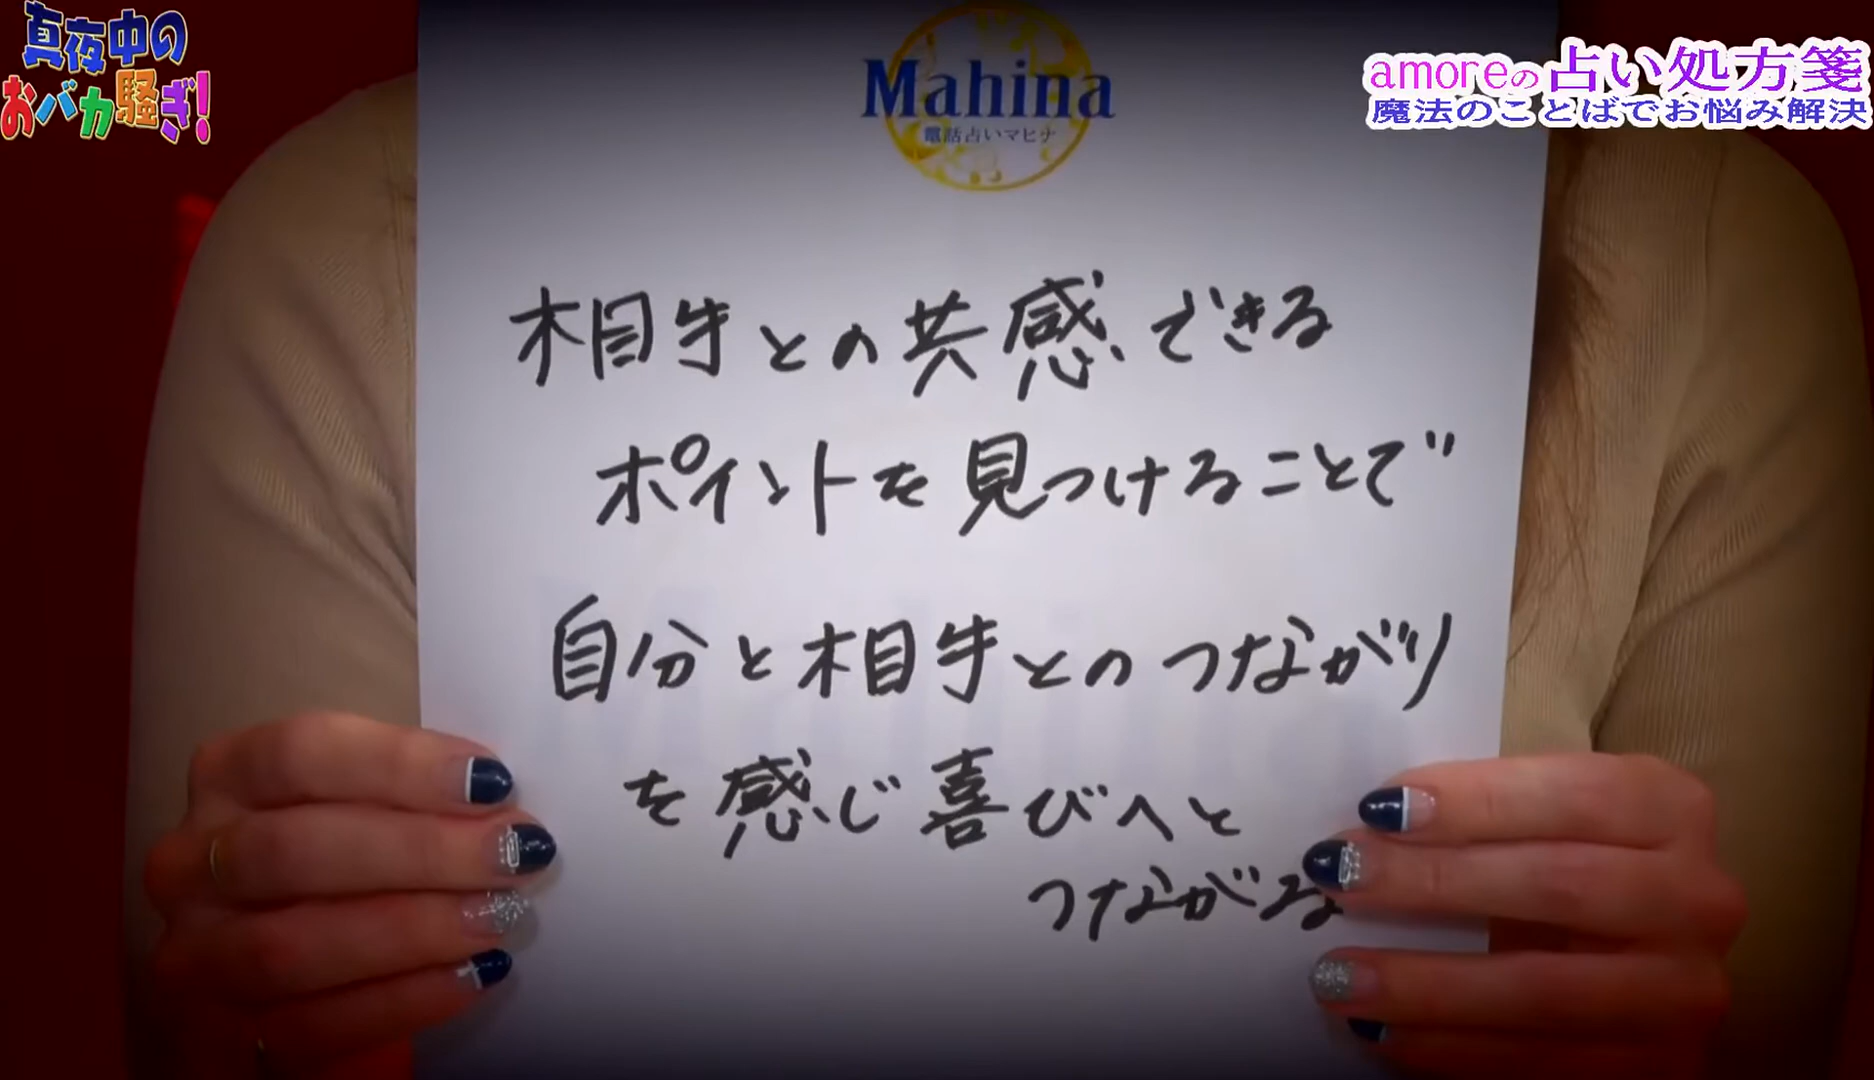 真夜中の
おバカ騒ぎ!
amoreの占い処方箋
魔法のことばでお悩み解決
Mahina
電話占いマヒナ
相手との共感できる
ポイントを見つけることで
自分と相手とのつながり
を感じ喜びへと
つながる